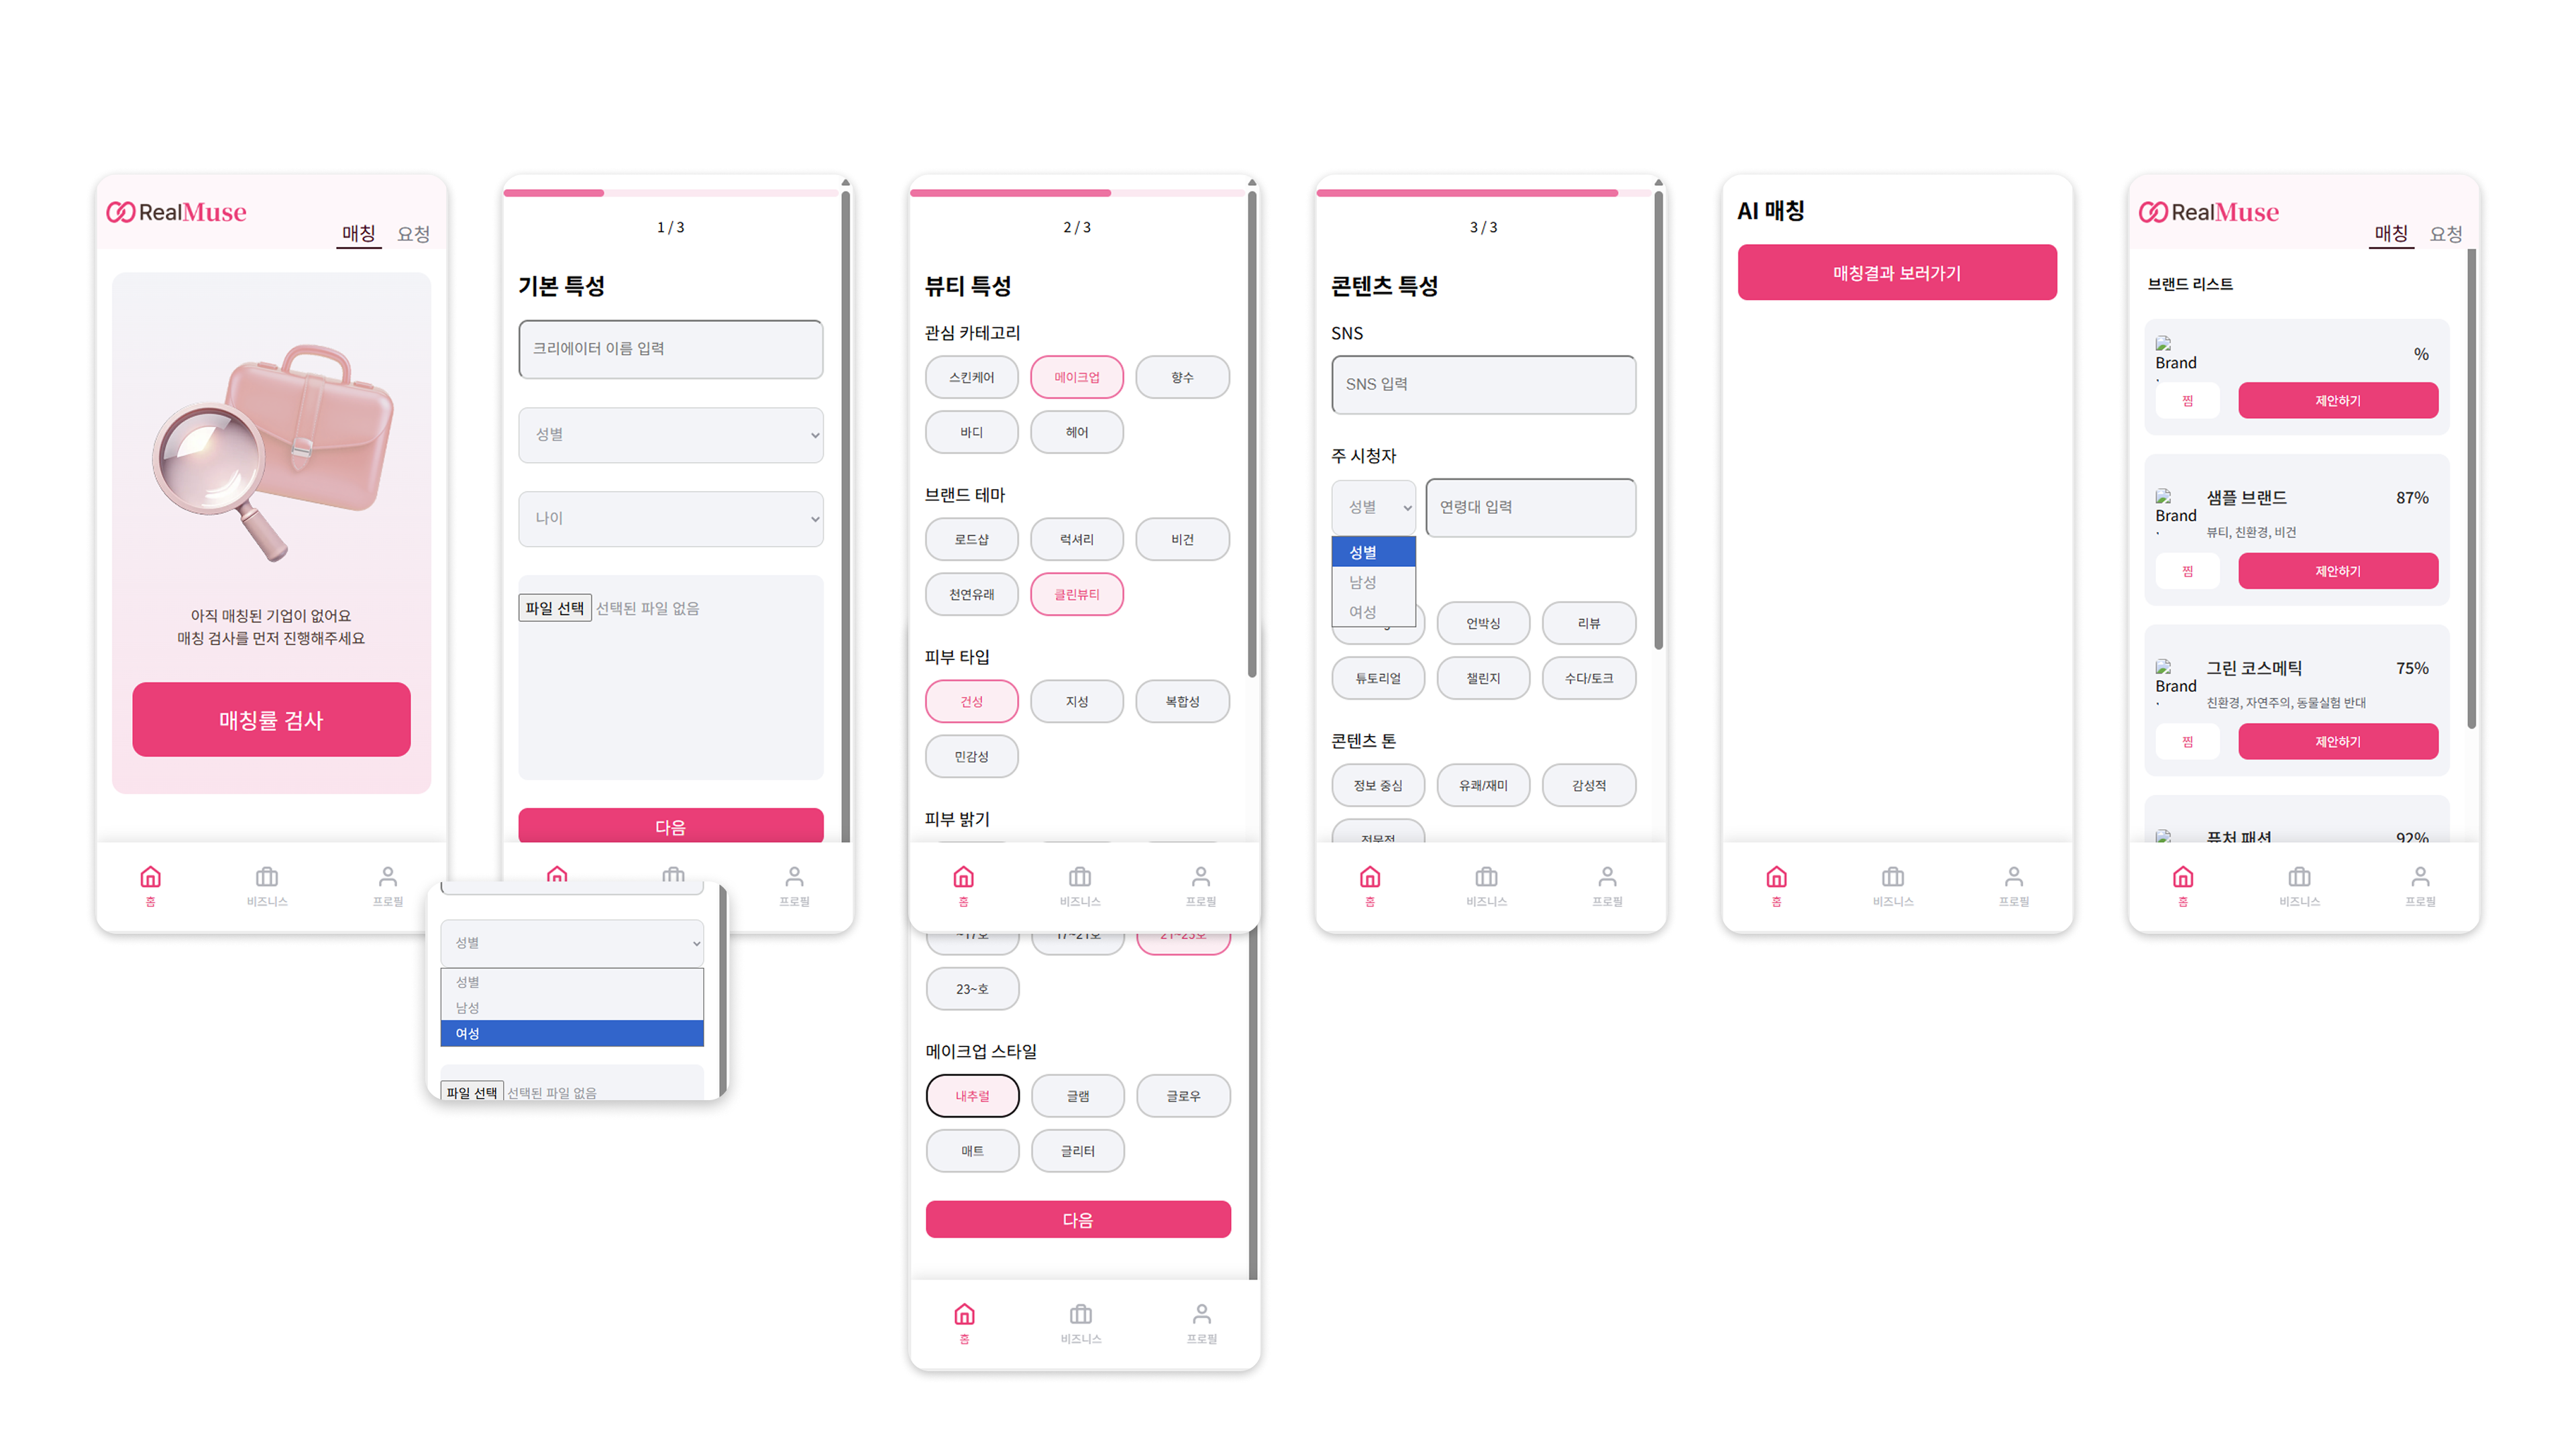 RealMuse
매칭 요청
아직 매칭된 기업이 없어요
매칭 검사를 먼저 진행해주세요
매칭률 검사
홈 비즈니스 프로필
1 / 3
기본 특성
크리에이터 이름 입력
성별
나이
파일 선택 선택된 파일 없음
다음
프로필
성별
성별
남성
여성
파일 선택 선택된 파일 없음
2 / 3
뷰티 특성
관심 카테고리
스킨케어 메이크업 향수
바디 헤어
브랜드 테마
로드샵 럭셔리 비건
천연유래 클린뷰티
피부 타입
건성 지성 복합성
민감성
피부 밝기
홈 비즈니스 프로필
~17호 17~21호 21~23호
23~호
메이크업 스타일
내추럴 글램 글로우
매트 글리터
다음
홈 비즈니스 프로필
3 / 3
콘텐츠 특성
SNS
SNS 입력
주 시청자
성별 연령대 입력
성별
남성
여성
언박싱 리뷰
튜토리얼 챌린지 수다/토크
콘텐츠 톤
정보 중심 유쾌/재미 감성적
전문적
홈 비즈니스 프로필
AI 매칭
매칭결과 보러가기
홈 비즈니스 프로필
RealMuse
매칭 요청
브랜드 리스트
Brand %
찜 제안하기
Brand 샘플 브랜드 87%
뷰티, 친환경, 비건
찜 제안하기
Brand 그린 코스메틱 75%
친환경, 자연주의, 동물실험 반대
찜 제안하기
퓨처 패션 92%
홈 비즈니스 프로필